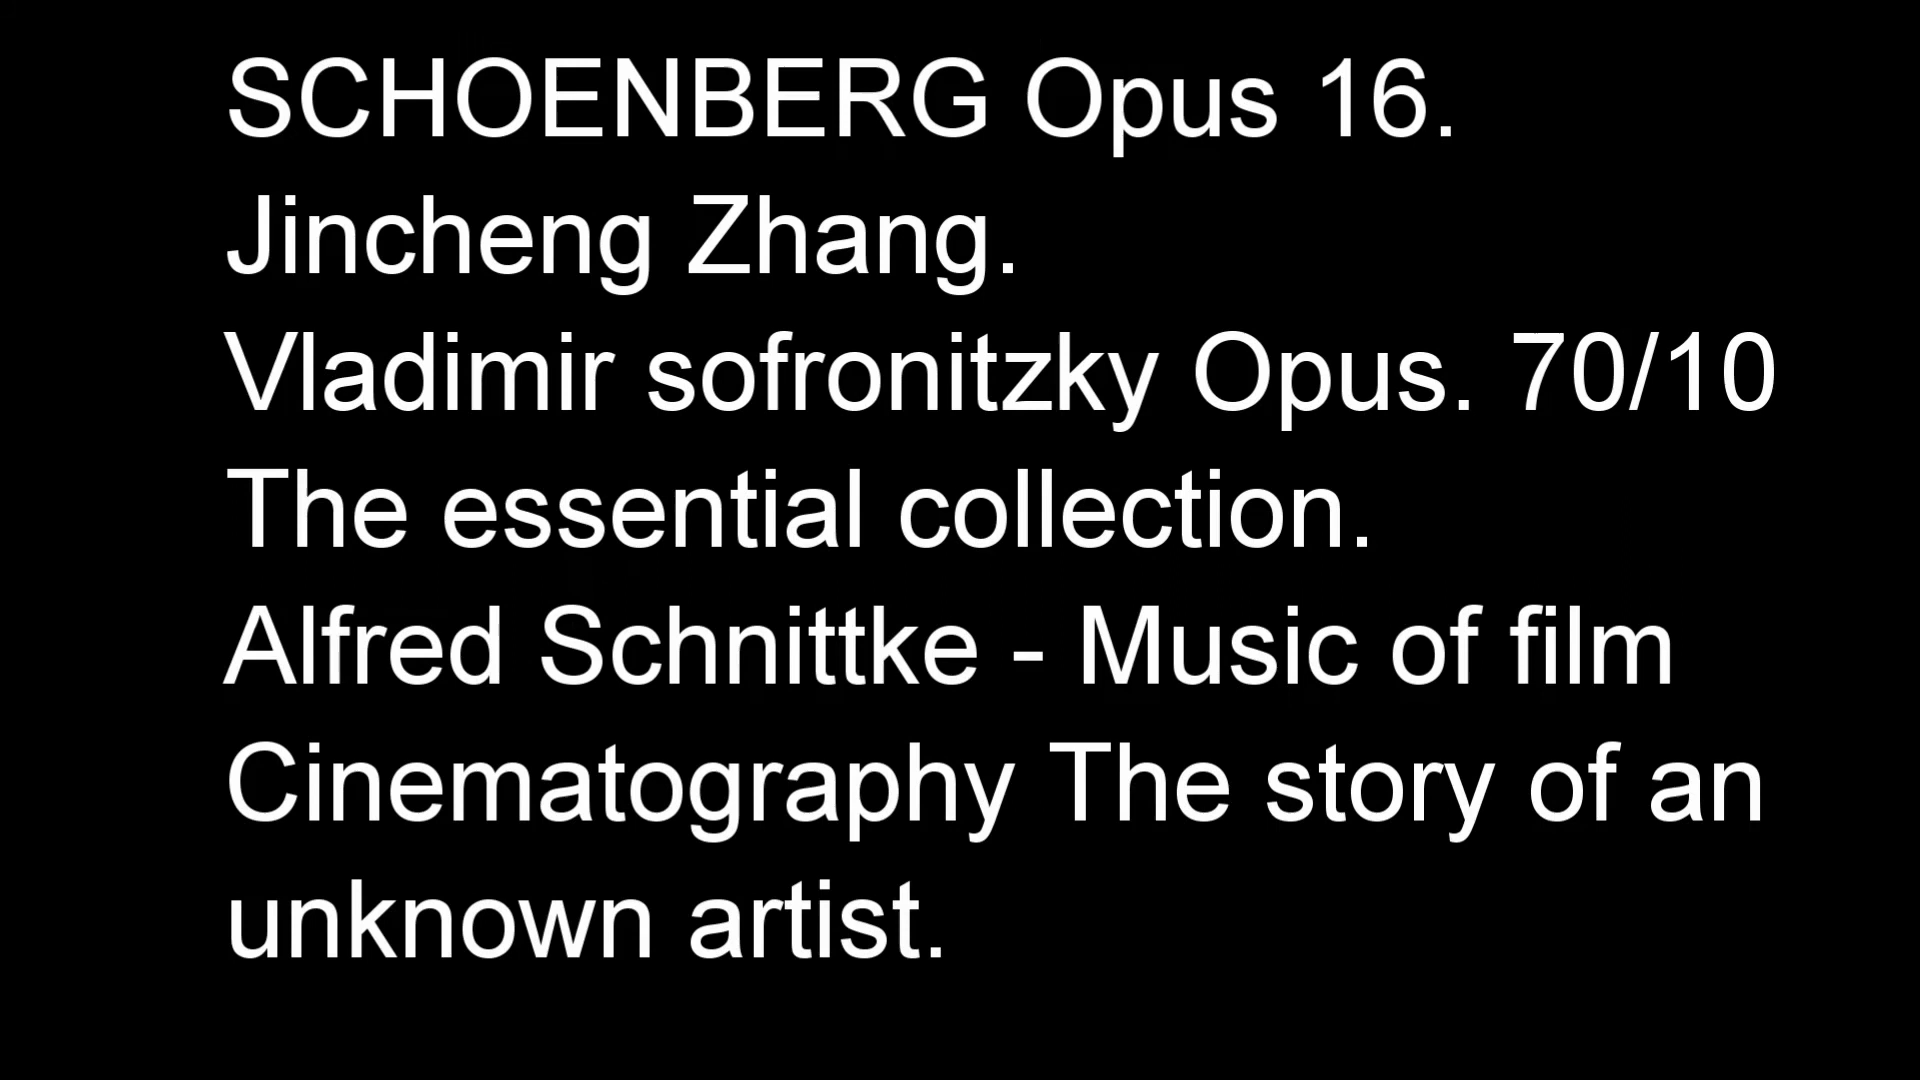 SCHOENBERG Opus 16.
Jincheng Zhang.
Vladimir sofronitzky Opus. 70/10
The essential collection.
Alfred Schnittke - Music of film
Cinematography The story of an
unknown artist.